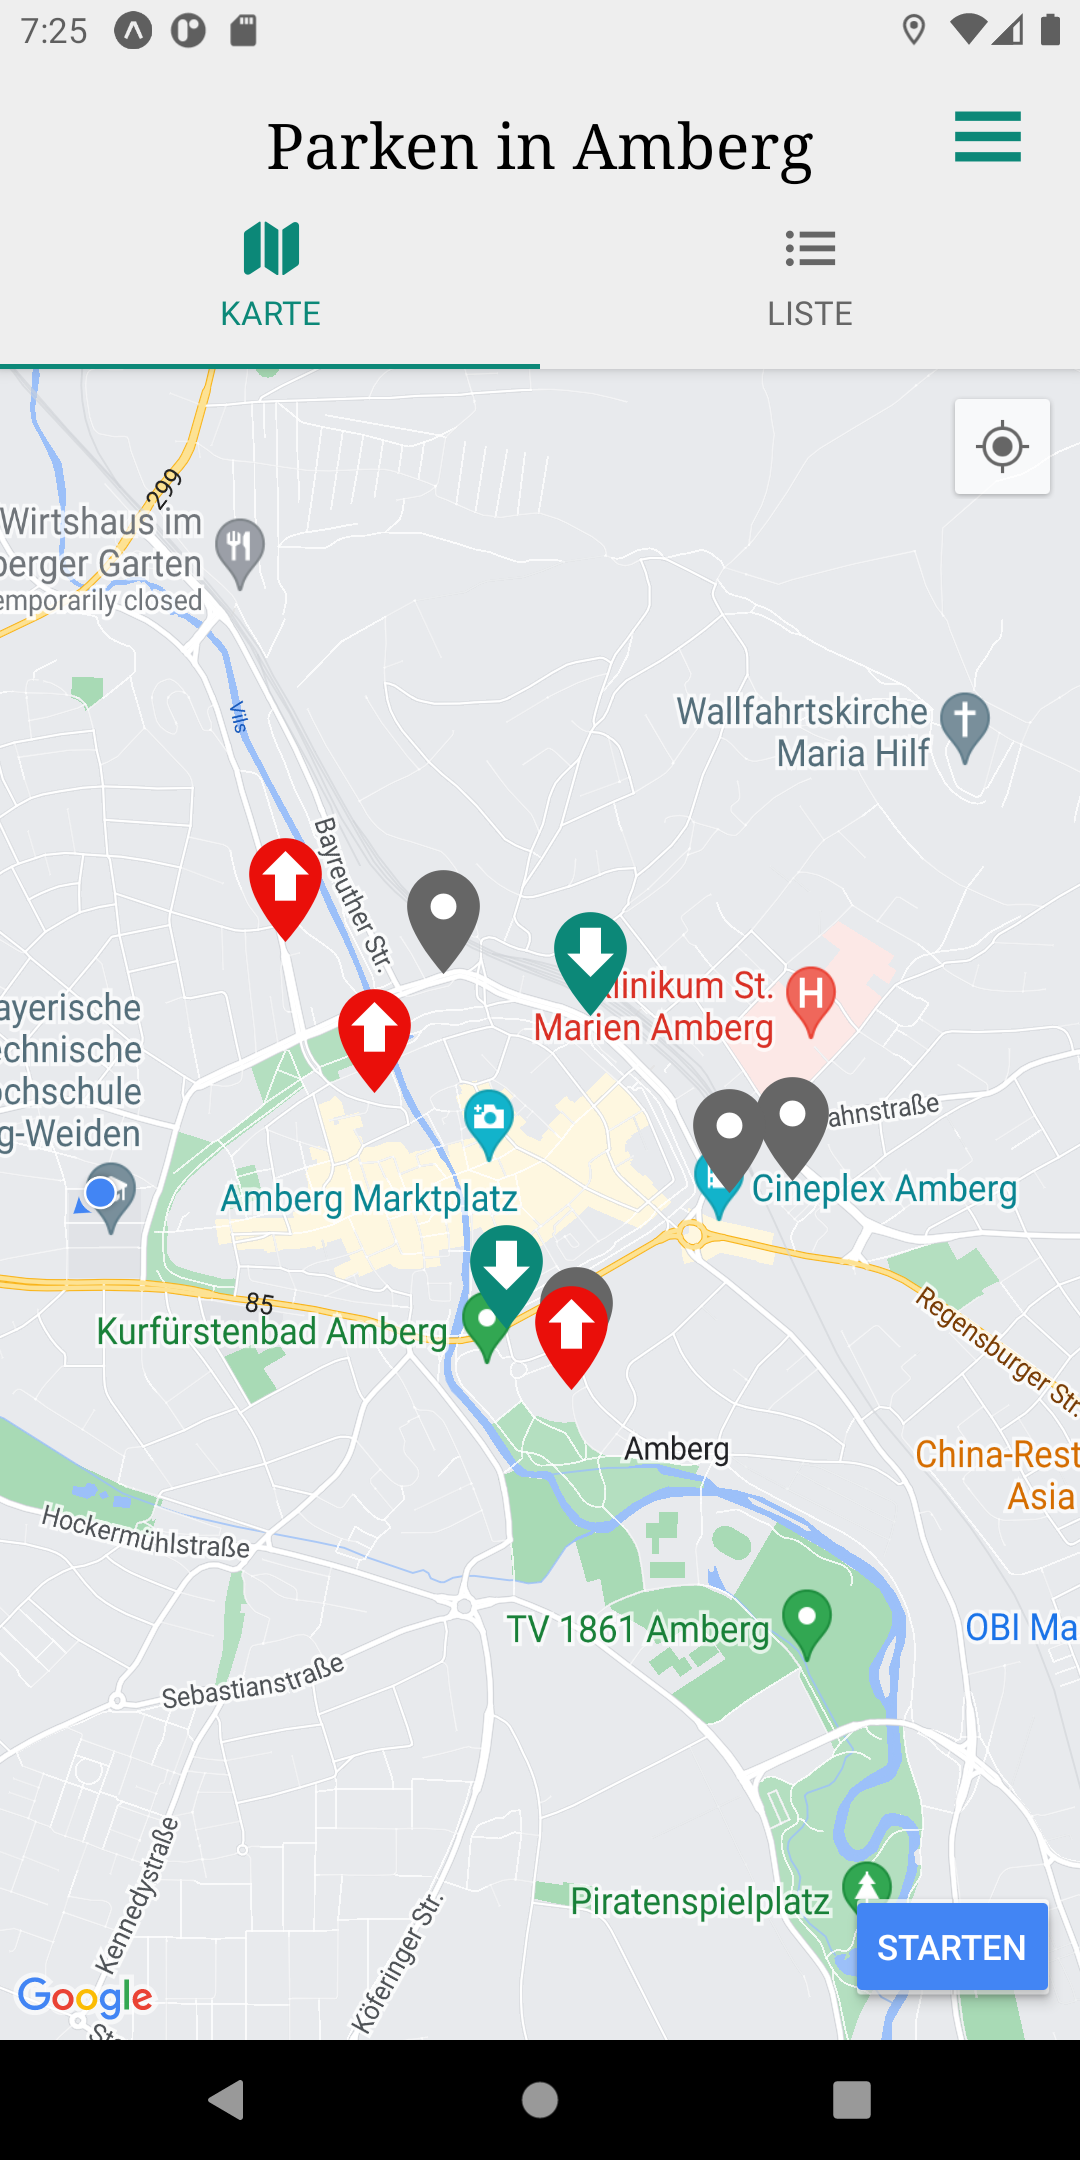 7:25
Parken in Amberg
KARTE
LISTE
299
Wirtshaus im
berger Garten
emporarily closed
Vils
Wallfahrtskirche
Maria Hilf
Bayreuther Str.
linikum St.
Marien Amberg
H
ayerische
echnische
ochschule
g-Weiden
ahnstraße
Amberg Marktplatz
Cineplex Amberg
85
Kurfürstenbad Amberg
Regensburger Str.
Amberg
China-Rest
Asia
Hockermühlstraße
TV 1861 Amberg
OBI Ma
Sebastianstraße
Kennedystraße
Köferinger Str.
Piratenspielplatz
STARTEN
Google